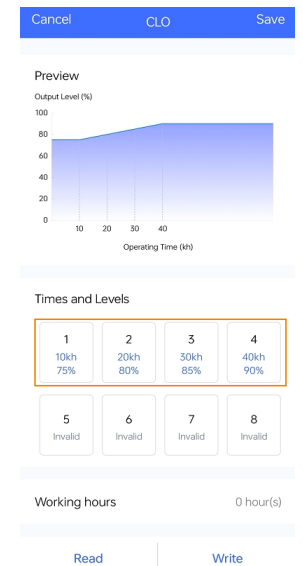 Cancel CLO Save
Preview
Output Level (%)
100
80
60
40
20
0
10 20 30 40
Operating Time (kh)
Times and Levels
1 2 3 4
10kh 20kh 30kh 40kh
75% 80% 85% 90%
5 6 7 8
Invalid Invalid Invalid Invalid
Working hours 0 hour(s)
Read Write